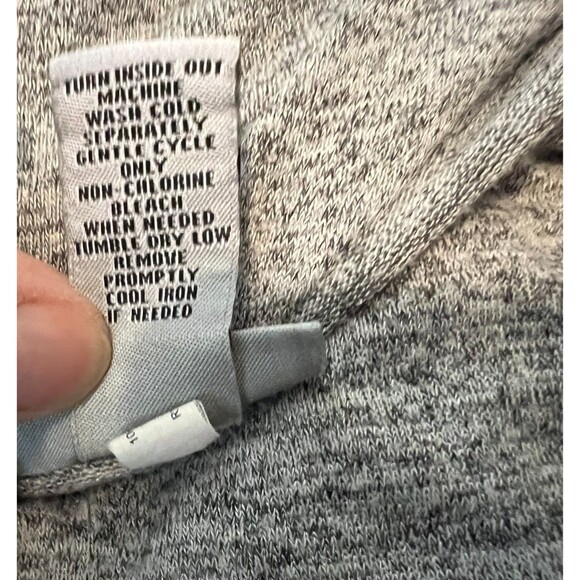 TURN INSIDE OUT
MACHINE
WASH COLD
SEPARATELY
GENTLE CYCLE
ONLY
NON-CHLORINE
BLEACH
WHEN NEEDED
TUMBLE DRY LOW
REMOVE
PROMPTLY
COOL IRON
IF NEEDED
R
10